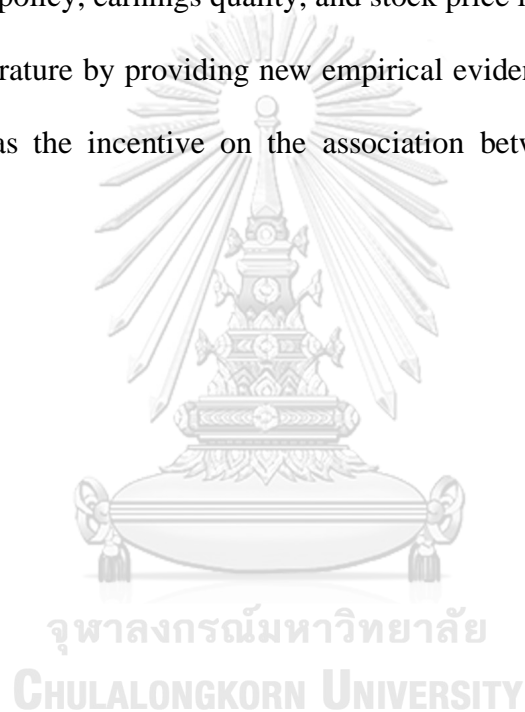 policy, earnings quality, and stock price i
rature by providing new empirical eviden
as the incentive on the association betw
จุฬาลงกรณ์มหาวิทยาลัย
CHULALONGKORN UNIVERSITY